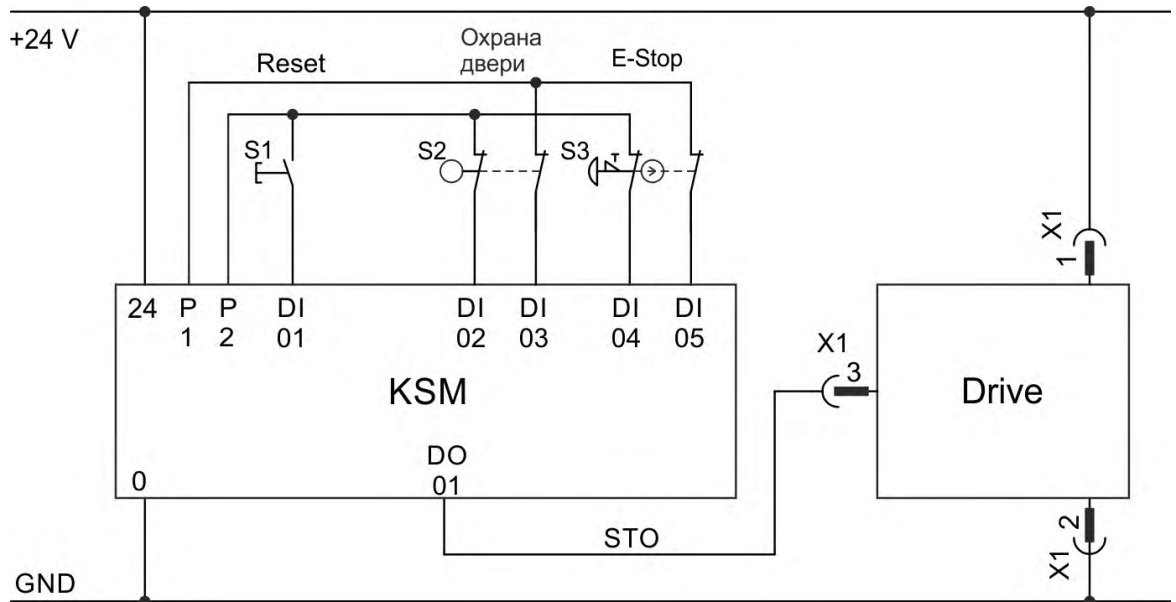 +24 V
Reset
Охрана
двери
E-Stop
S1
S2
S3
24 P P DI DI DI DI DI
1 2 01 02 03 04 05
KSM
0
DO
01
STO
GND
X1
1
X1
3
Drive
2
X1